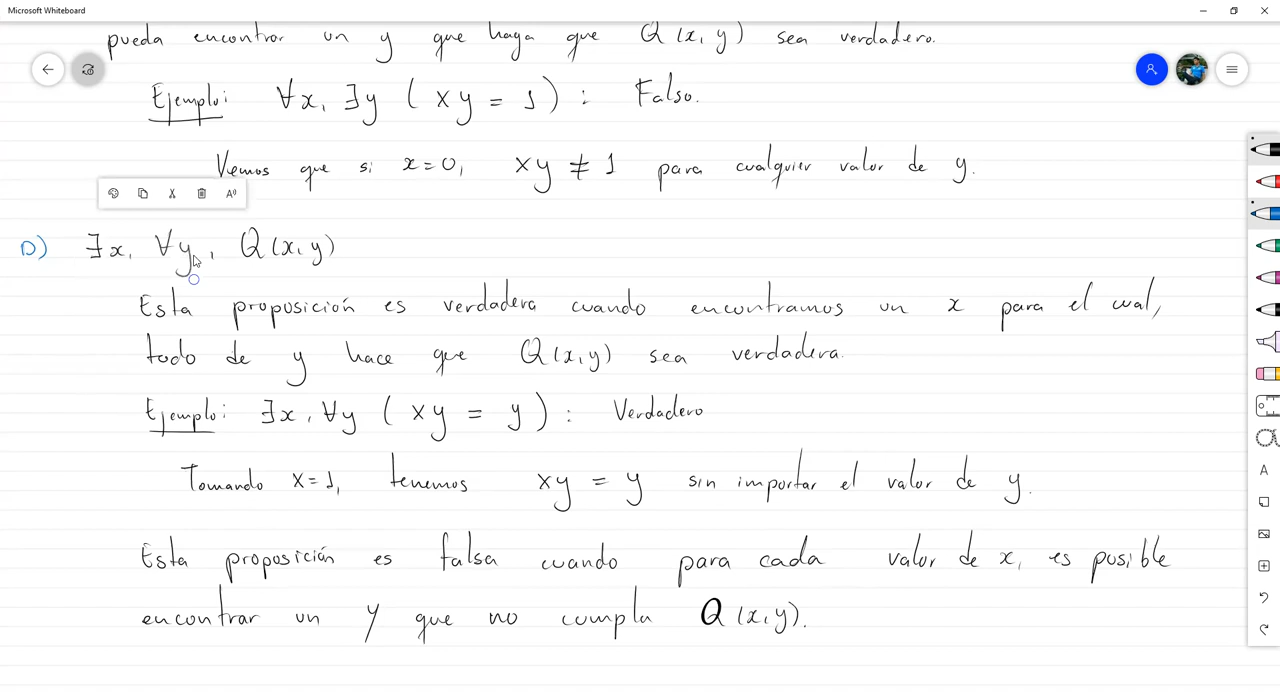 Microsoft Whiteboard
pueda encontrar un y que haga que Q(x,y) sea verdadero.
Ejemplo: ∀x, ∃y (xy = 1) : Falso.
Vemos que si x=0, xy ≠ 1 para cualquier valor de y.
D) ∃x, ∀y, Q(x,y)
Esta proposición es verdadera cuando encontramos un x para el cual,
todo de y hace que Q(x,y) sea verdadera.
Ejemplo: ∃x, ∀y (xy = y) : Verdadero
Tomando x=1, tenemos xy = y sin importar el valor de y.
Esta proposición es falsa cuando para cada valor de x, es posible
encontrar un y que no cumpla Q(x,y).